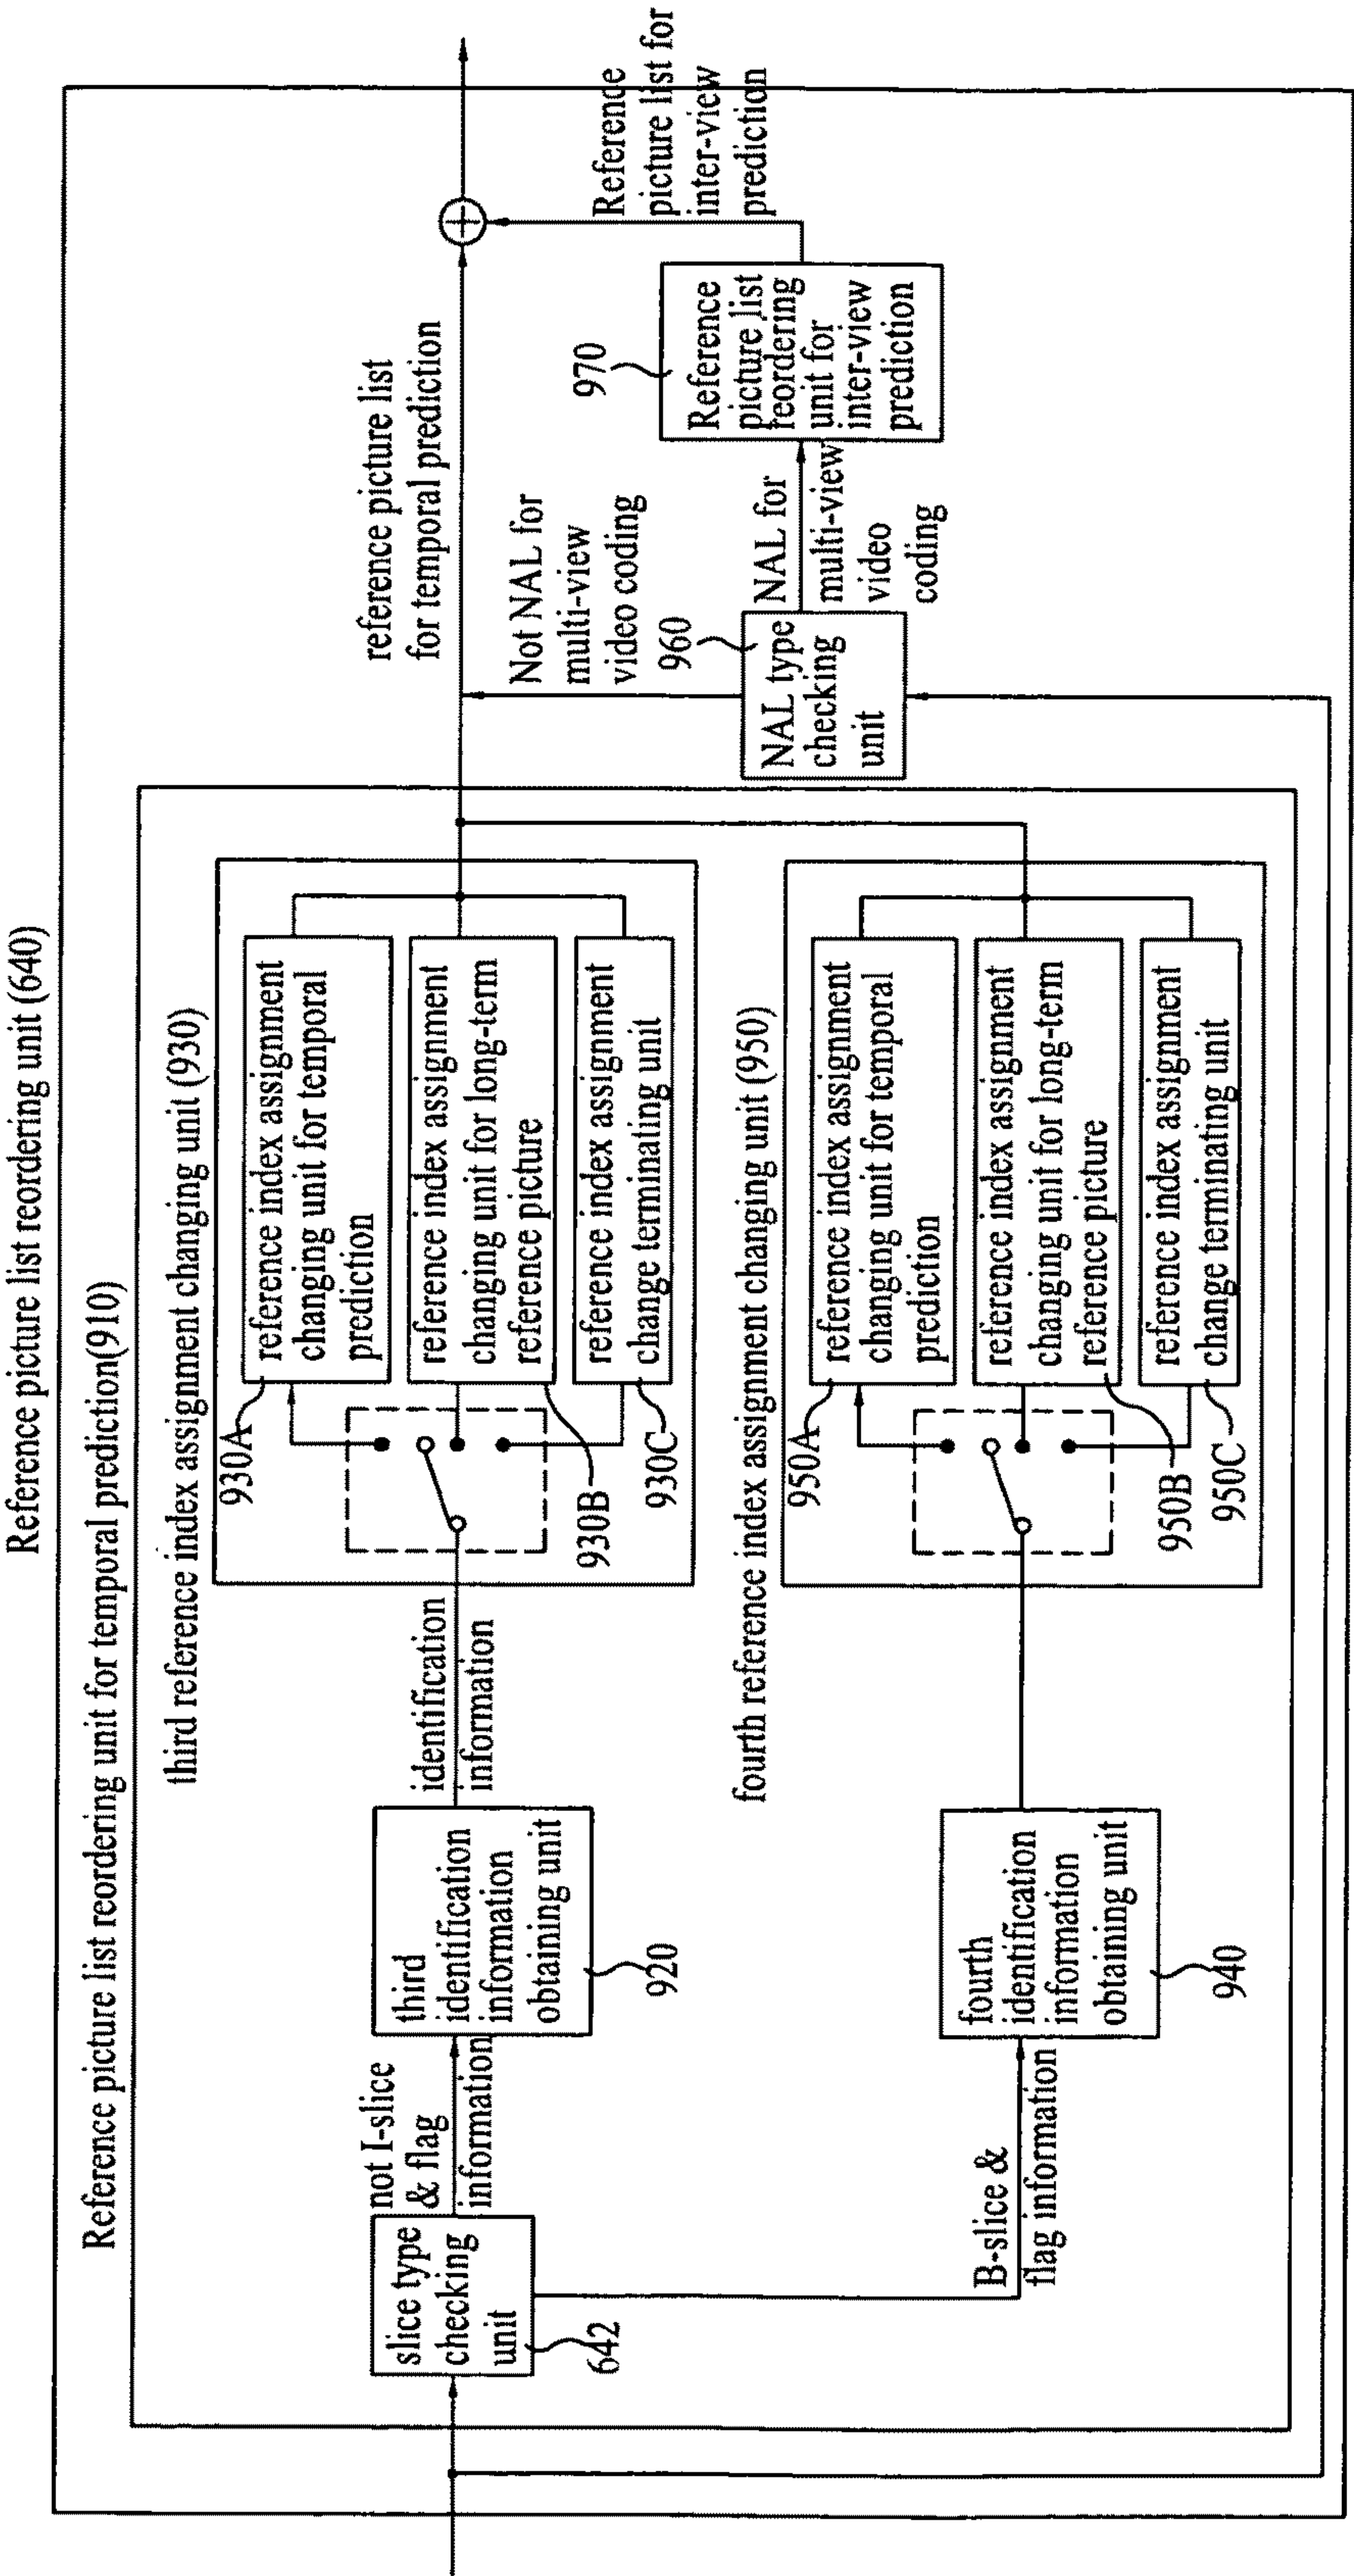 Reference picture list reordering unit (640)
Reference picture list reordering unit for temporal prediction(910)
third reference index assignment changing unit (930)
slice type
checking
unit
642
not I-slice
& flag
information
third
identification
information
obtaining unit
920
identification
information
930A
reference index assignment
changing unit for temporal
prediction
930B
reference index assignment
changing unit for long-term
reference picture
930C
reference index assignment
change terminating unit
B-slice &
flag information
fourth
identification
information
obtaining unit
940
fourth reference index assignment changing unit (950)
950A
reference index assignment
changing unit for temporal
prediction
950B
reference index assignment
changing unit for long-term
reference picture
950C
reference index assignment
change terminating unit
reference picture list
for temporal prediction
Not NAL for
multi-view
video coding
960
NAL type
checking
unit
NAL for
multi-view
video
coding
970
Reference
picture list
reordering
unit for
inter-view
prediction
Reference
picture list for
inter-view
prediction